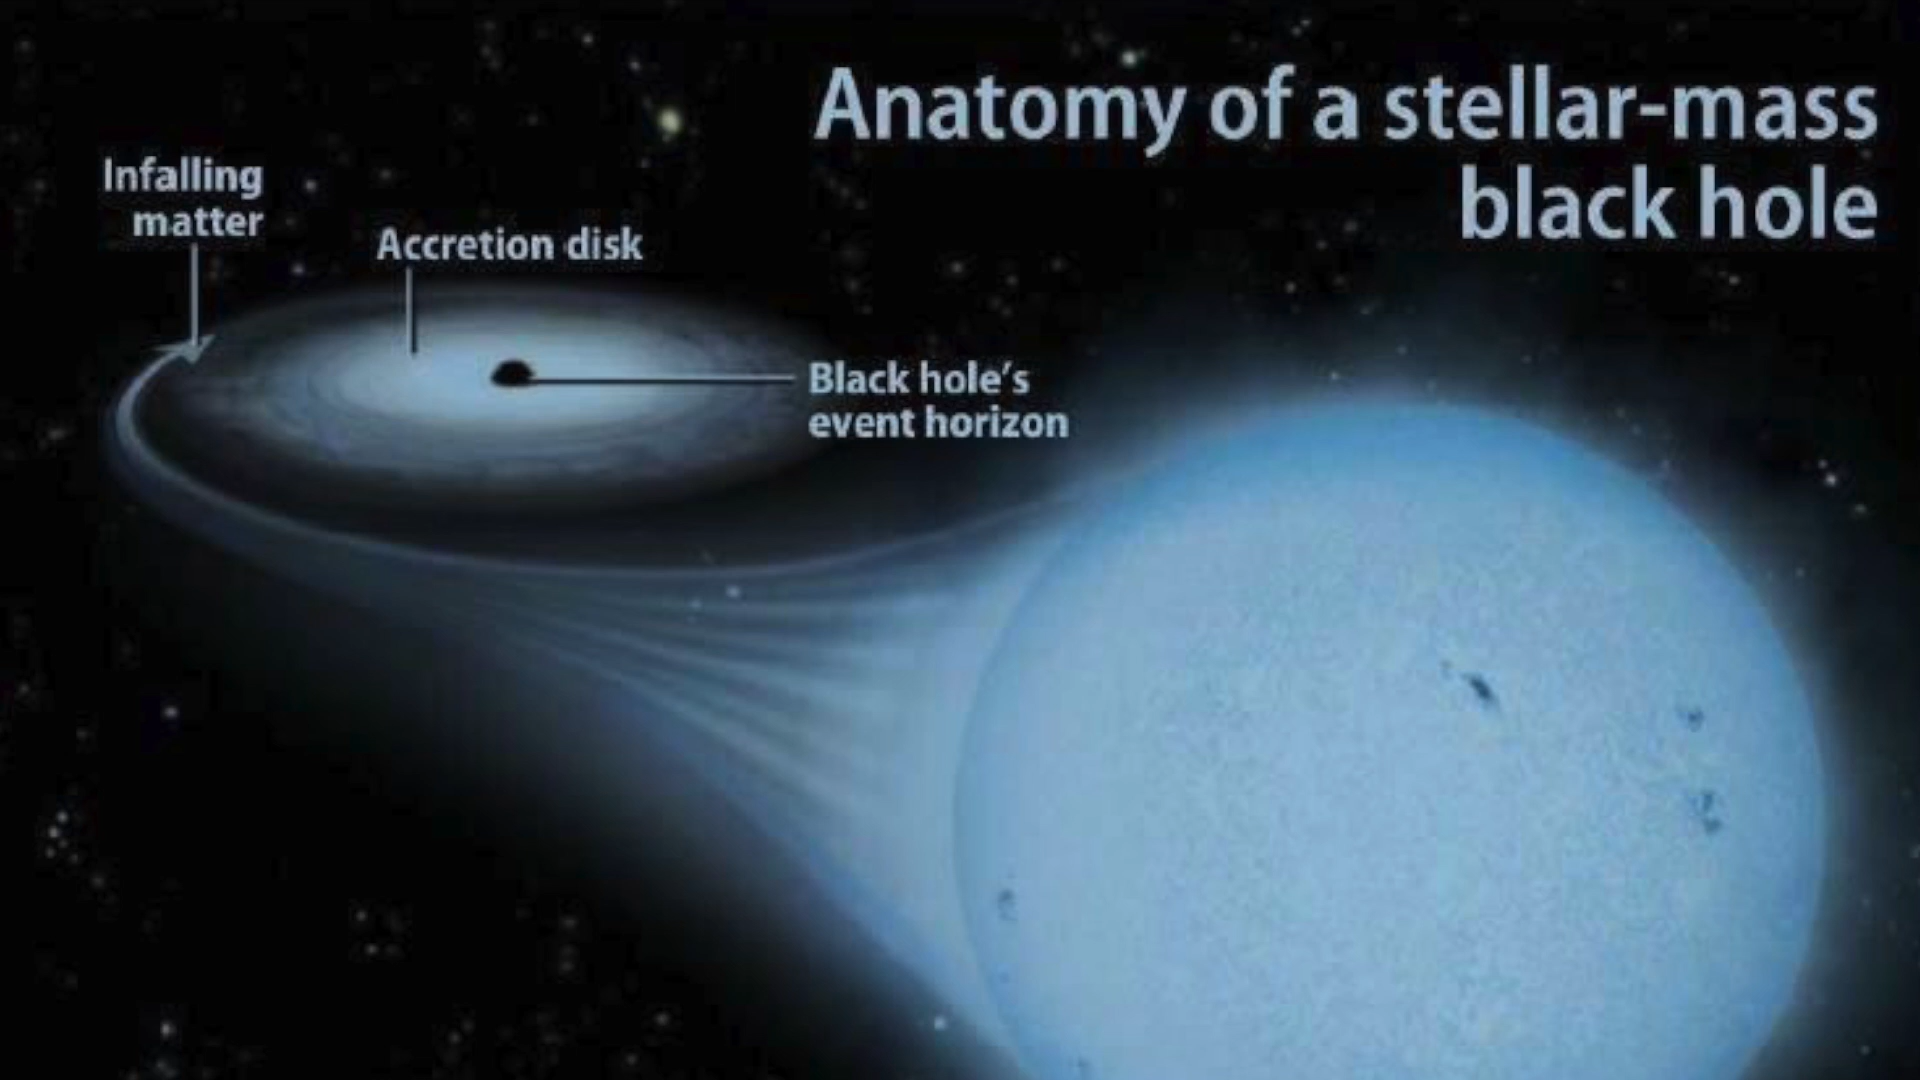 Anatomy of a stellar-mass
black hole
Infalling
matter
Accretion disk
Black hole’s
event horizon